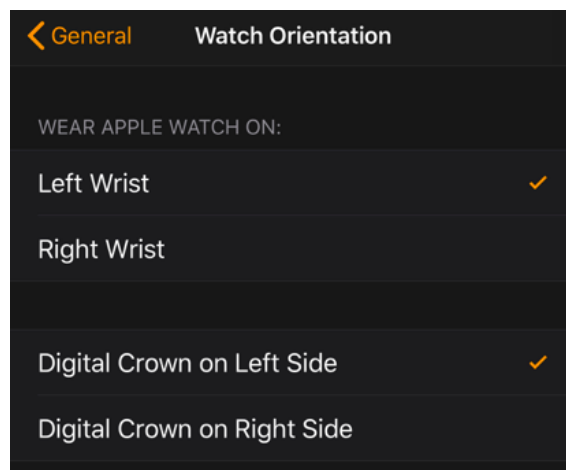 General Watch Orientation
WEAR APPLE WATCH ON:
Left Wrist
Right Wrist
Digital Crown on Left Side
Digital Crown on Right Side